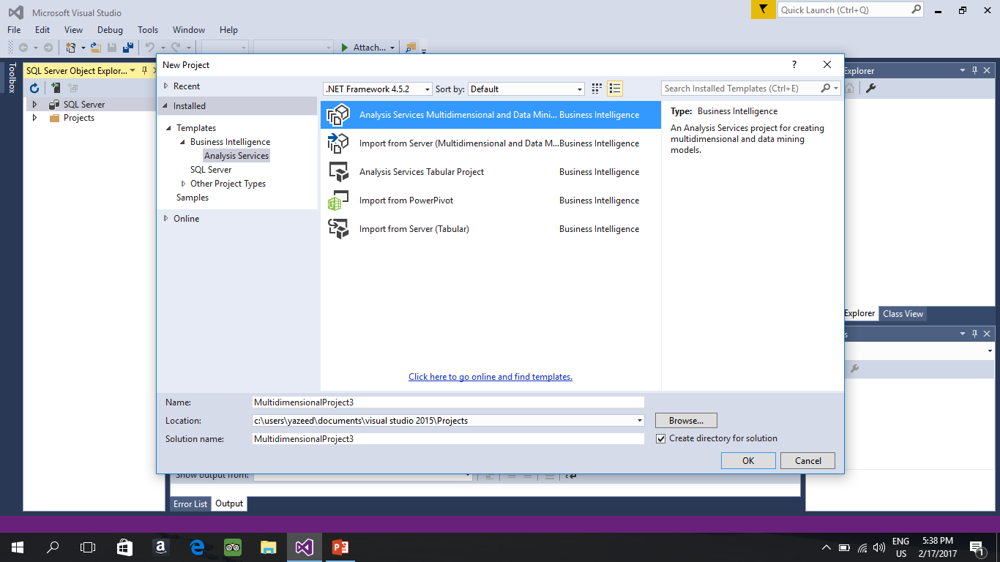 Microsoft Visual Studio
Quick Launch (Ctrl+Q)
File Edit View Debug Tools Window Help
Attach...
Toolbox
SQL Server Object Explor...
SQL Server
Projects
New Project
?
Recent
Installed
Templates
Business Intelligence
Analysis Services
SQL Server
Other Project Types
Samples
Online
.NET Framework 4.5.2 Sort by: Default
Search Installed Templates (Ctrl+E)
Analysis Services Multidimensional and Data Mini... Business Intelligence
Import from Server (Multidimensional and Data M... Business Intelligence
Analysis Services Tabular Project Business Intelligence
Import from PowerPivot Business Intelligence
Import from Server (Tabular) Business Intelligence
Click here to go online and find templates.
Type: Business Intelligence
An Analysis Services project for creating
multidimensional and data mining
models.
Name: MultidimensionalProject3
Location: c:\users\yazeed\documents\visual studio 2015\Projects
Browse...
Solution name: MultidimensionalProject3
Create directory for solution
OK Cancel
Explorer
Explorer Class View
s
Show output from:
Error List Output
ENG
US
5:38 PM
2/17/2017
1